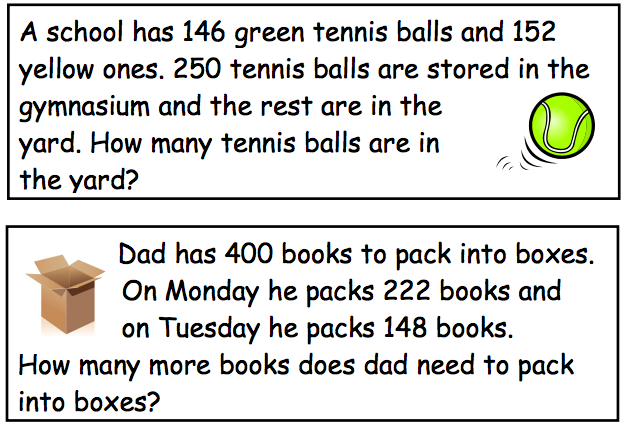 A school has 146 green tennis balls and 152
yellow ones. 250 tennis balls are stored in the
gymnasium and the rest are in the
yard. How many tennis balls are in
the yard?
Dad has 400 books to pack into boxes.
On Monday he packs 222 books and
on Tuesday he packs 148 books.
How many more books does dad need to pack
into boxes?